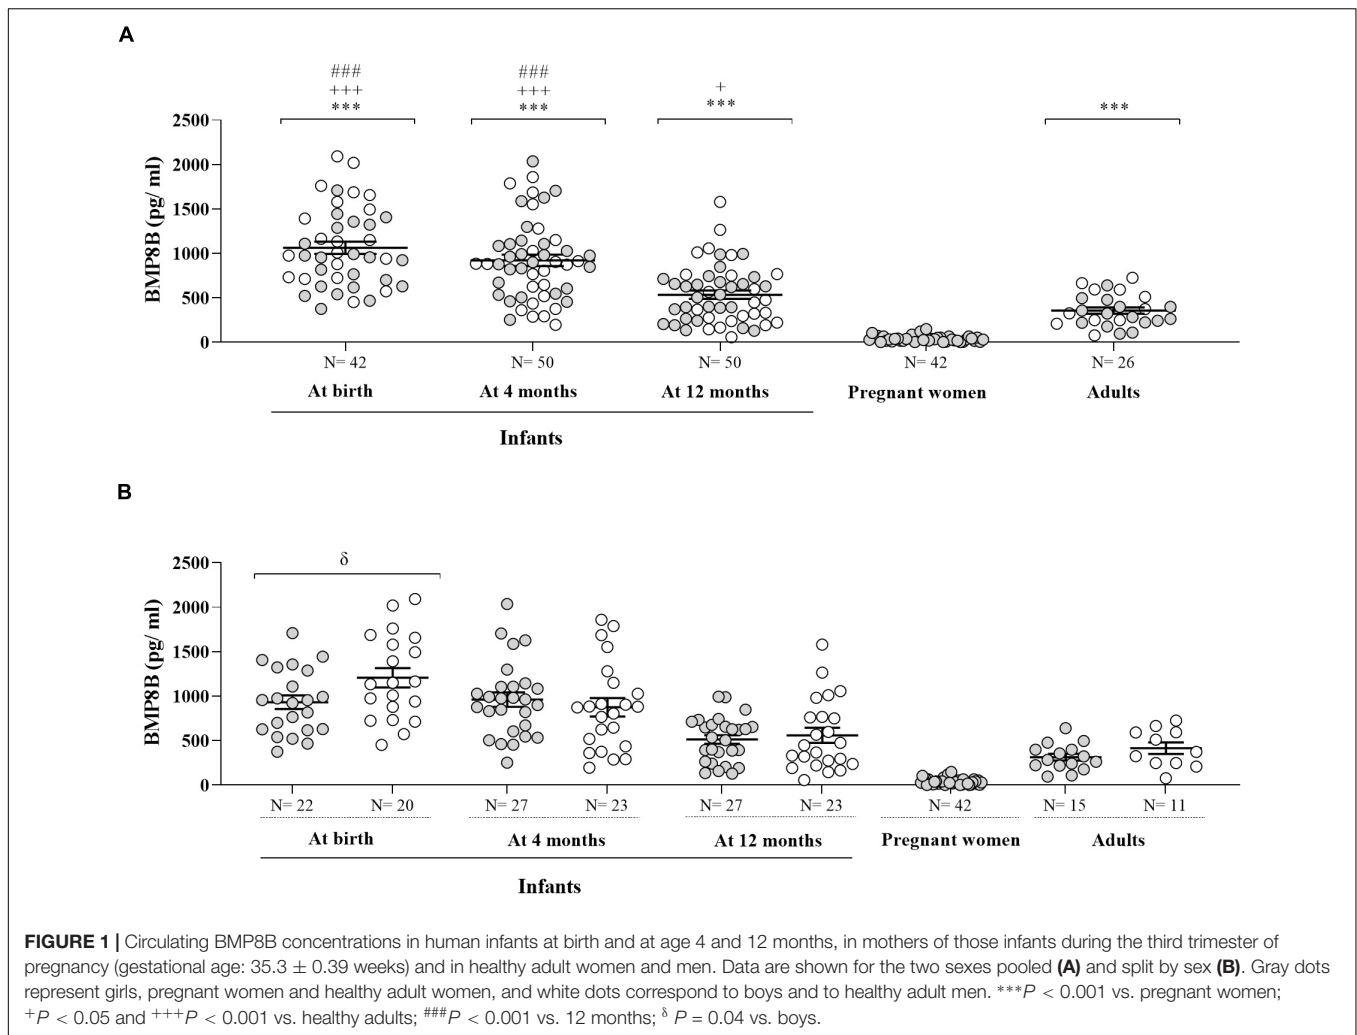 A
### ### +
+++ +++ ***
*** *** ***
2500
2000
1500
1000
500
0
BMP8B (pg/ ml)
N= 42 N= 50 N= 50 N= 42 N= 26
At birth At 4 months At 12 months Pregnant women Adults
Infants
B
δ
2500
2000
1500
1000
500
0
BMP8B (pg/ ml)
N= 22 N= 20 N= 27 N= 23 N= 27 N= 23 N= 42 N= 15 N= 11
At birth At 4 months At 12 months Pregnant women Adults
Infants
FIGURE 1 | Circulating BMP8B concentrations in human infants at birth and at age 4 and 12 months, in mothers of those infants during the third trimester of
pregnancy (gestational age: 35.3 ± 0.39 weeks) and in healthy adult women and men. Data are shown for the two sexes pooled (A) and split by sex (B). Gray dots
represent girls, pregnant women and healthy adult women, and white dots correspond to boys and to healthy adult men. ***P < 0.001 vs. pregnant women;
+P < 0.05 and +++P < 0.001 vs. healthy adults; ###P < 0.001 vs. 12 months; δ P = 0.04 vs. boys.